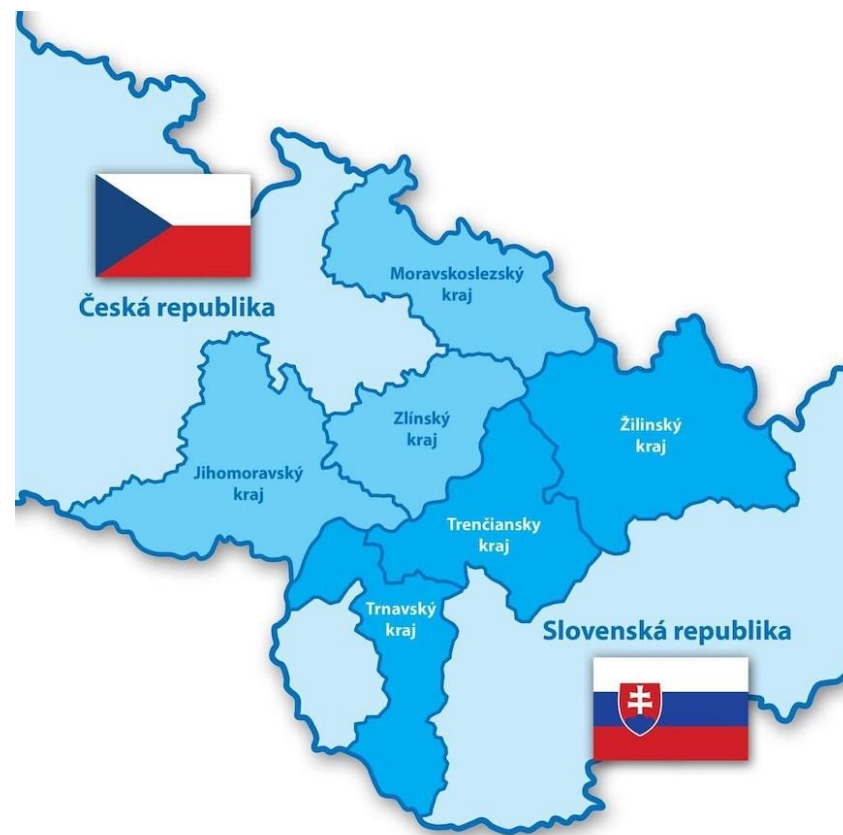 Moravskoslezský
kraj
Česká republika
Zlínský
kraj
Žilinský
kraj
Jihomoravský
kraj
Trenčiansky
kraj
Trnavský
kraj
Slovenská republika